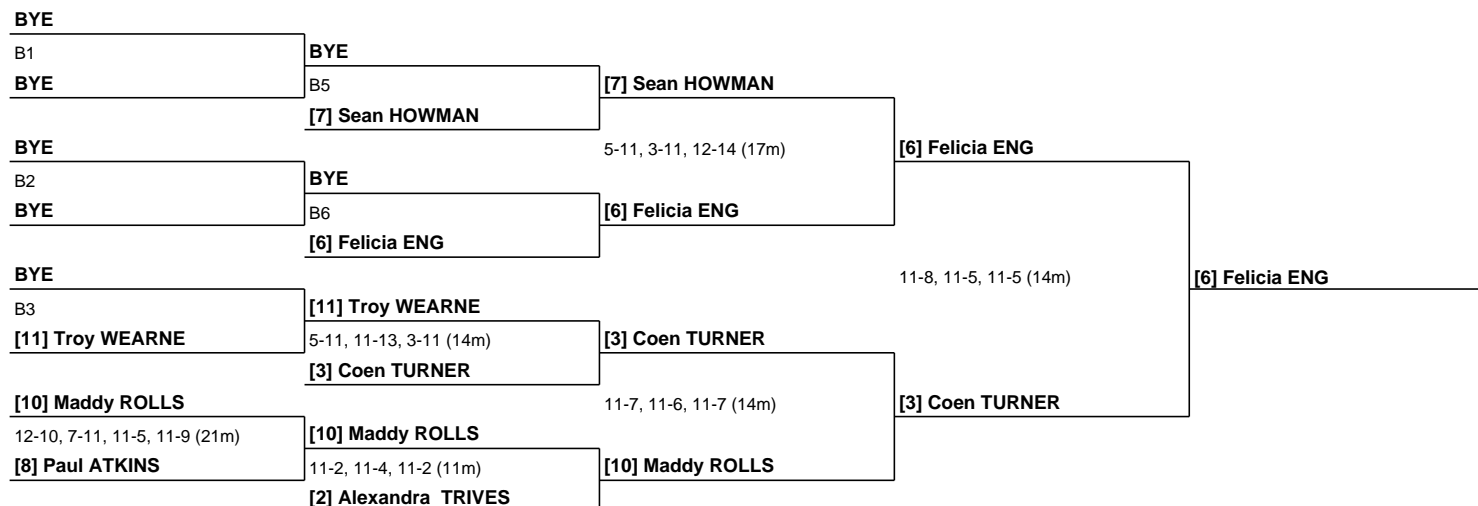 BYE
B1
BYE
BYE
B5
[7] Sean HOWMAN
[7] Sean HOWMAN
BYE
5-11, 3-11, 12-14 (17m)
[6] Felicia ENG
B2
BYE
BYE
B6
[6] Felicia ENG
[6] Felicia ENG
BYE
11-8, 11-5, 11-5 (14m)
[6] Felicia ENG
B3
[11] Troy WEARNE
[11] Troy WEARNE
5-11, 11-13, 3-11 (14m)
[3] Coen TURNER
[3] Coen TURNER
[10] Maddy ROLLS
11-7, 11-6, 11-7 (14m)
[3] Coen TURNER
12-10, 7-11, 11-5, 11-9 (21m)
[10] Maddy ROLLS
[8] Paul ATKINS
11-2, 11-4, 11-2 (11m)
[10] Maddy ROLLS
[2] Alexandra TRIVES